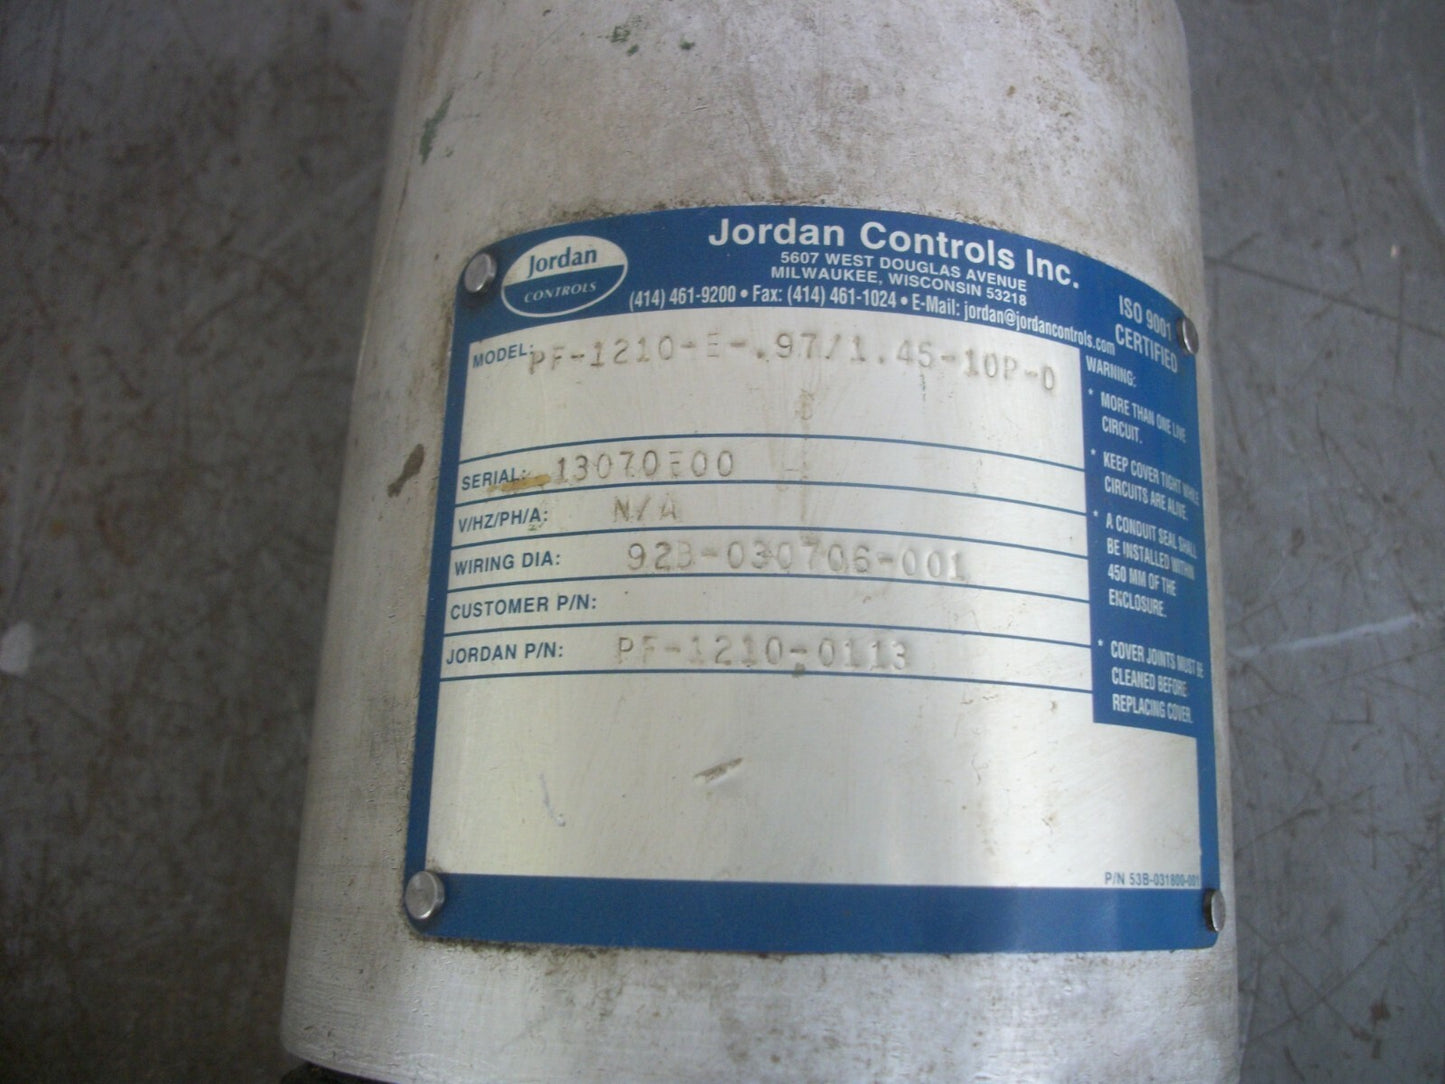 Jordan
CONTROLS
Jordan Controls Inc.
5607 WEST DOUGLAS AVENUE
MILWAUKEE, WISCONSIN 53218
(414) 461-9200 • Fax: (414) 461-1024 • E-Mail: jordan@jordancontrols.com
ISO 9001
CERTIFIED
MODEL: PF-1210-E-.97/1.45-10P-0
SERIAL: 13070E00
V/HZ/PH/A: N/A
WIRING DIA: 92B-030706-001
CUSTOMER P/N:
JORDAN P/N: PF-1210-0113
WARNING:
* MORE THAN ONE LIVE
CIRCUIT.
* KEEP COVER TIGHT WHILE
CIRCUITS ARE ALIVE.
* A CONDUIT SEAL SHALL
BE INSTALLED WITHIN
450 MM OF THE
ENCLOSURE.
* COVER JOINTS MUST BE
CLEANED BEFORE
REPLACING COVER.
P/N 53B-031800-001